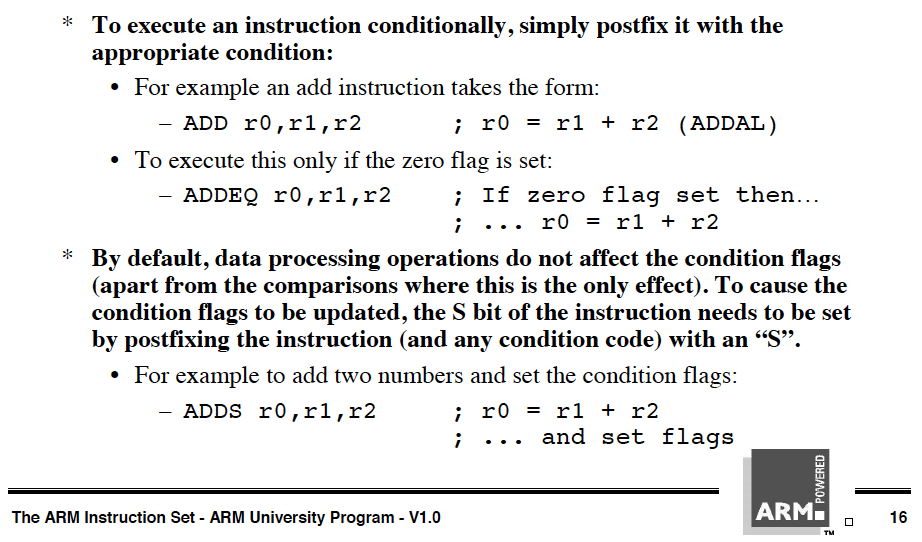 * To execute an instruction conditionally, simply postfix it with the
appropriate condition:
• For example an add instruction takes the form:
– ADD r0,r1,r2 ; r0 = r1 + r2 (ADDAL)
• To execute this only if the zero flag is set:
– ADDEQ r0,r1,r2 ; If zero flag set then…
; ... r0 = r1 + r2
* By default, data processing operations do not affect the condition flags
(apart from the comparisons where this is the only effect). To cause the
condition flags to be updated, the S bit of the instruction needs to be set
by postfixing the instruction (and any condition code) with an “S”.
• For example to add two numbers and set the condition flags:
– ADDS r0,r1,r2 ; r0 = r1 + r2
; ... and set flags
ARM POWERED
TM
The ARM Instruction Set - ARM University Program - V1.0
16